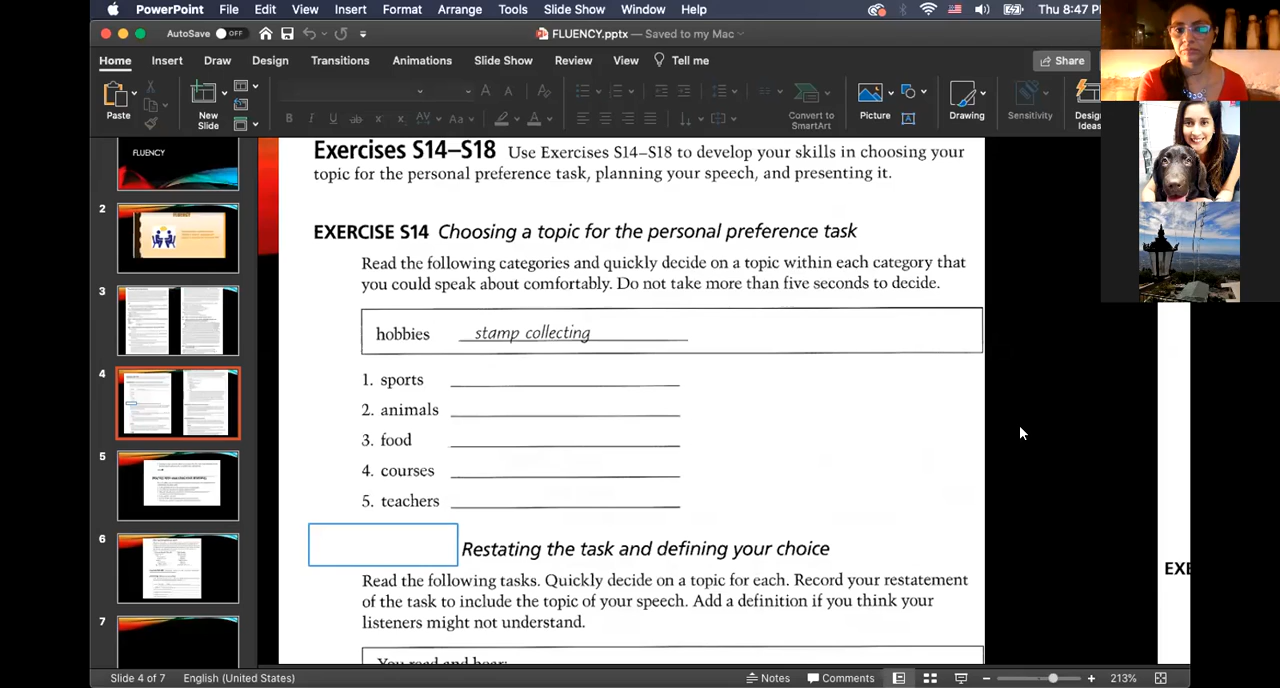 PowerPoint File Edit View Insert Format Arrange Tools Slide Show Window Help Thu 8:47 P
AutoSave OFF FLUENCY.pptx — Saved to my Mac
Home Insert Draw Design Transitions Animations Slide Show Review View Tell me Share
Paste New Slide Convert to SmartArt Picture Drawing Sensitivity Design Ideas
FLUENCY
2
3
4
5
6
7
Exercises S14–S18 Use Exercises S14–S18 to develop your skills in choosing your
topic for the personal preference task, planning your speech, and presenting it.
EXERCISE S14 Choosing a topic for the personal preference task
Read the following categories and quickly decide on a topic within each category that
you could speak about comfortably. Do not take more than five seconds to decide.
hobbies stamp collecting
1. sports
2. animals
3. food
4. courses
5. teachers
Restating the task and defining your choice
Read the following tasks. Quickly decide on a topic for each. Record your restatement
of the task to include the topic of your speech. Add a definition if you think your
listeners might not understand.
You read and hear:
EXE
Slide 4 of 7 English (United States) Notes Comments 213%